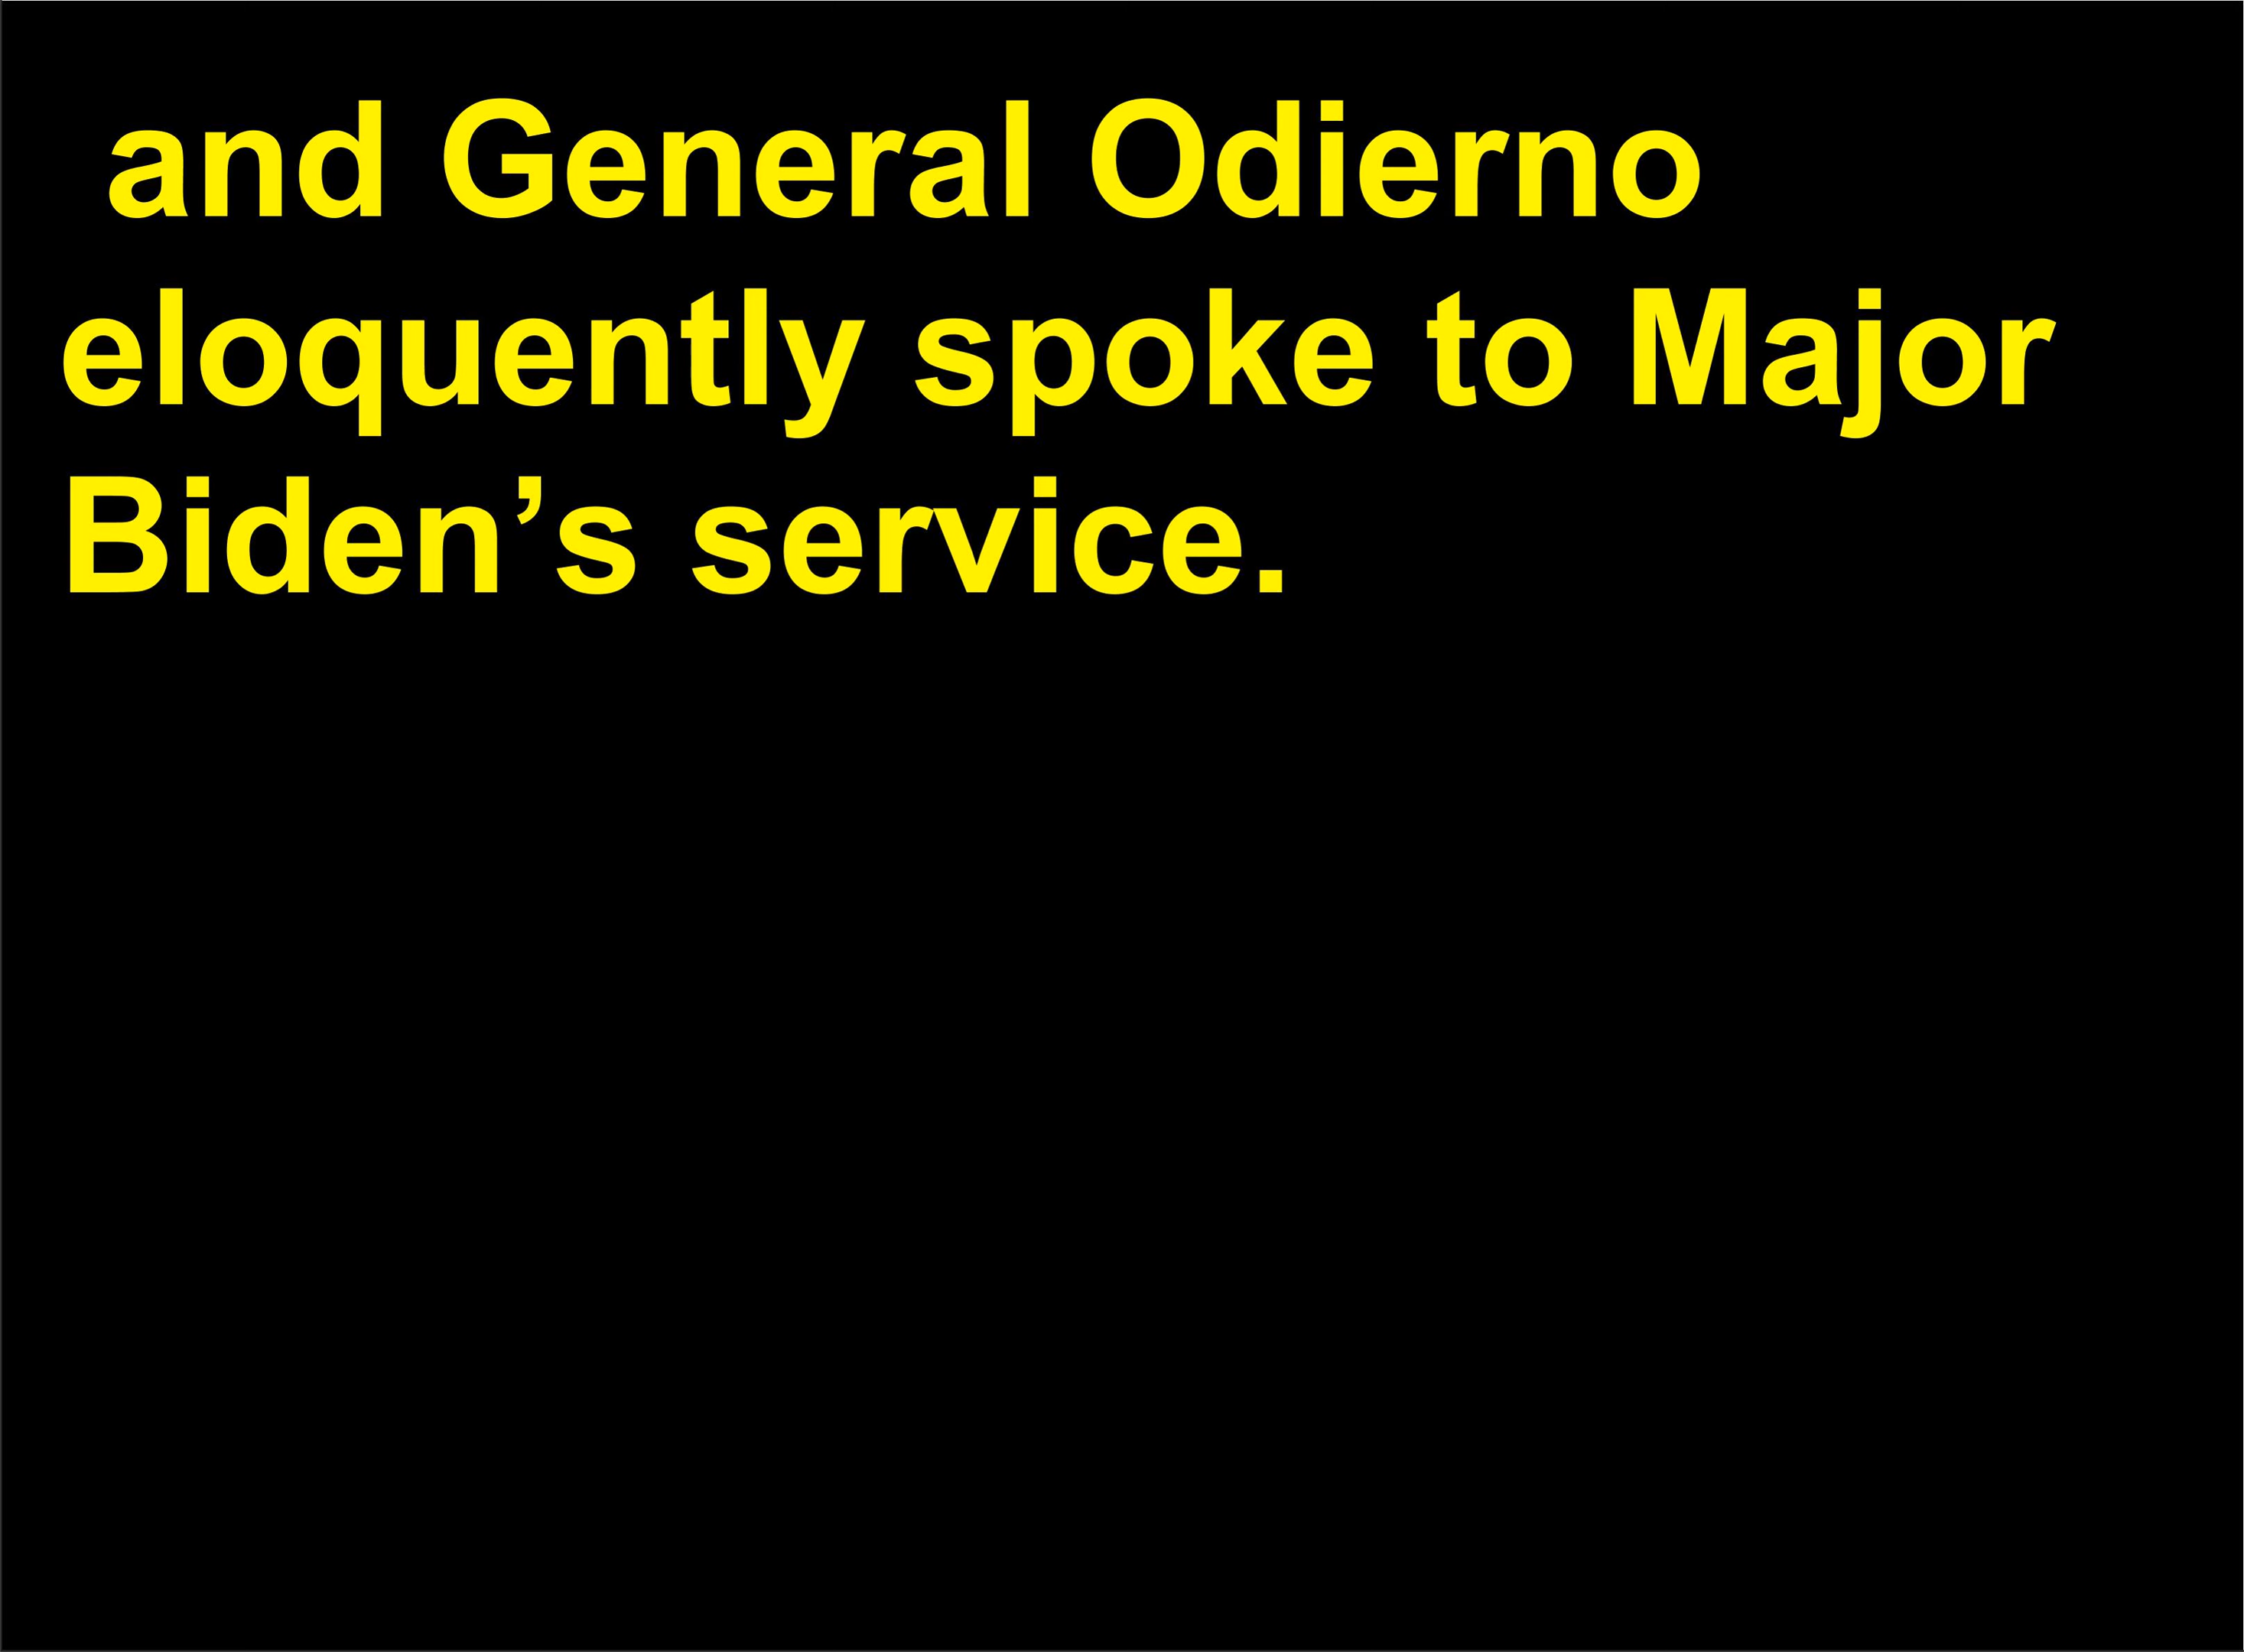 and General Odierno
eloquently spoke to Major
Biden’s service.